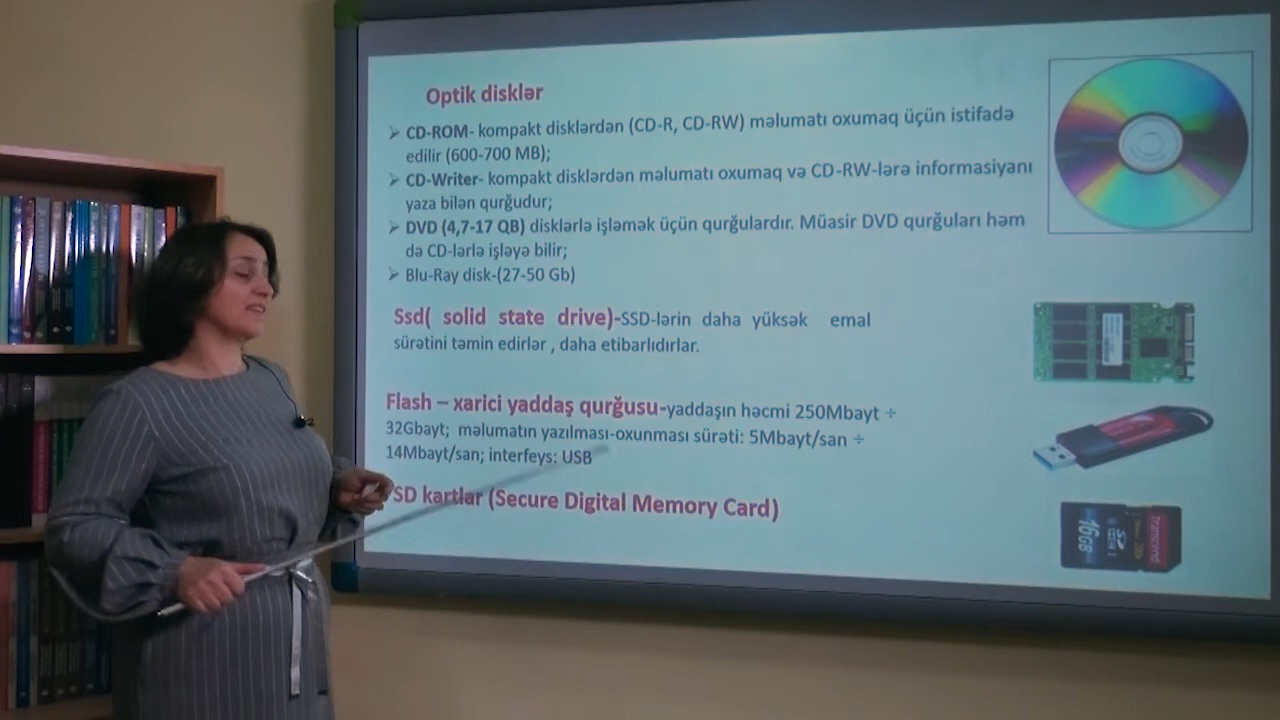 Optik disklər
➢ CD-ROM- kompakt disklərdən (CD-R, CD-RW) məlumatı oxumaq üçün istifadə
edilir (600-700 MB);
➢ CD-Writer- kompakt disklərdən məlumatı oxumaq və CD-RW-lərə informasiyanı
yaza bilən qurğudur;
➢ DVD (4,7-17 QB) disklərlə işləmək üçün qurğulardır. Müasir DVD qurğuları həm
də CD-lərlə işləyə bilir;
➢ Blu-Ray disk-(27-50 Gb)
Ssd( solid state drive)-SSD-lərin daha yüksək emal
sürətini təmin edirlər , daha etibarlıdırlar.
Flash – xarici yaddaş qurğusu-yaddaşın həcmi 250Mbayt ÷
32Gbayt; məlumatın yazılması-oxunması sürəti: 5Mbayt/san ÷
14Mbayt/san; interfeys: USB
SD kartlar (Secure Digital Memory Card)
Transcend
16GB